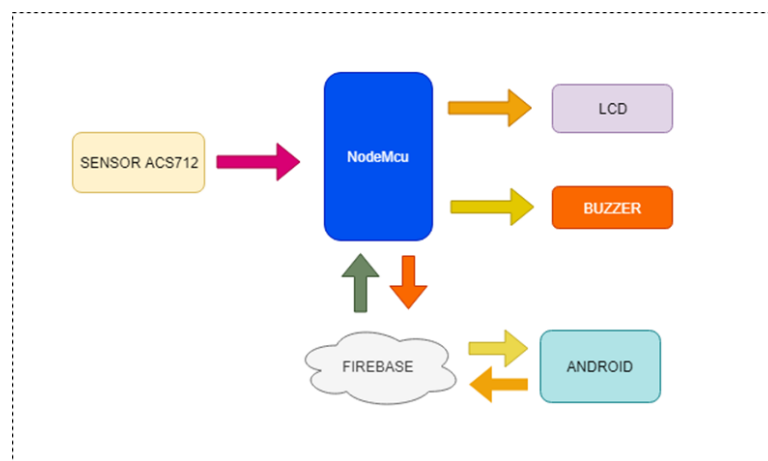 NodeMcu
LCD
SENSOR ACS712
BUZZER
FIREBASE
ANDROID